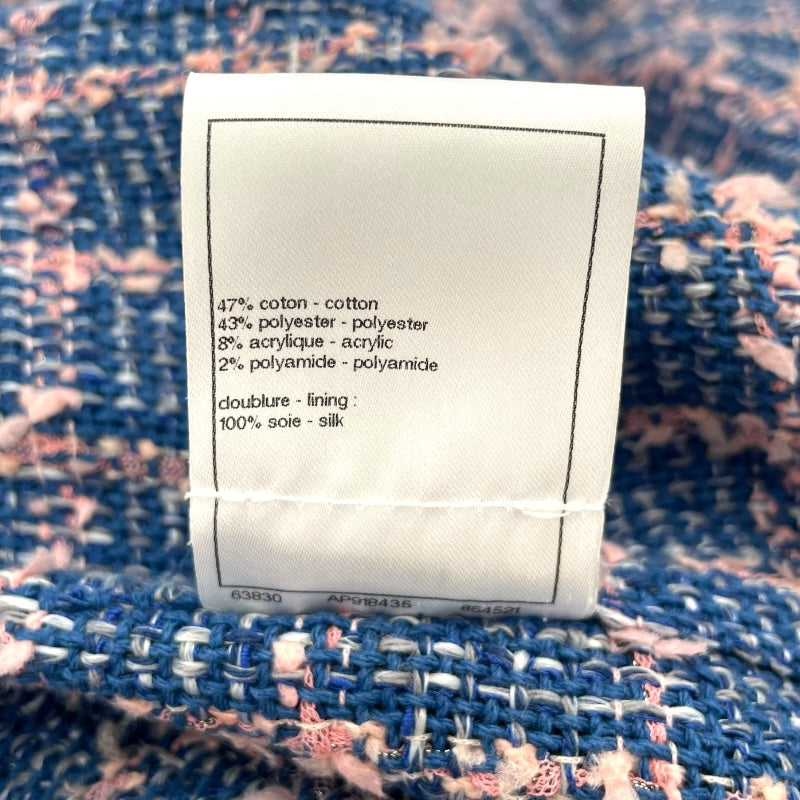 47% coton - cotton
43% polyester - polyester
8% acrylique - acrylic
2% polyamide - polyamide
doublure - lining :
100% soie - silk
63830 AP918435 854521